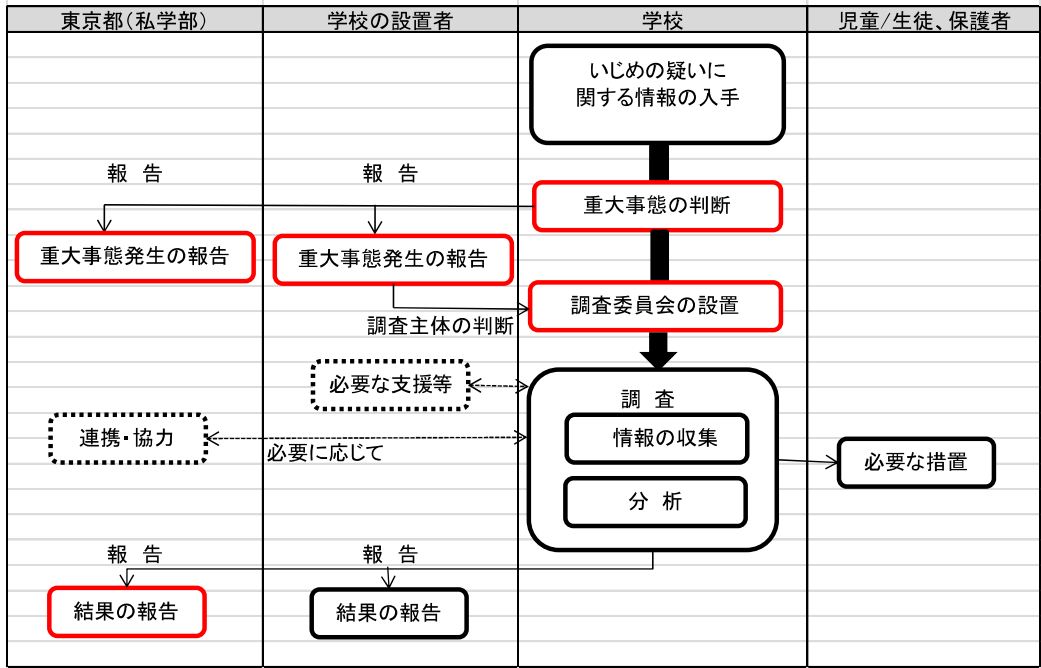 東京都(私学部)
学校の設置者
学校
児童/生徒、保護者
いじめの疑いに
関する情報の入手
報 告
報 告
重大事態の判断
重大事態発生の報告
重大事態発生の報告
調査委員会の設置
調査主体の判断
必要な支援等
調 査
連携・協力
必要に応じて
情報の収集
必要な措置
分 析
報 告
報 告
結果の報告
結果の報告